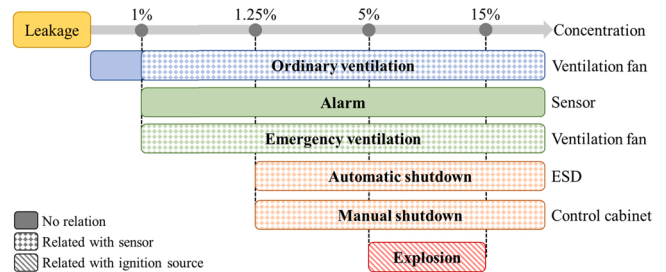 Leakage 1% 1.25% 5% 15% Concentration
Ordinary ventilation Ventilation fan
Alarm Sensor
Emergency ventilation Ventilation fan
Automatic shutdown ESD
Manual shutdown Control cabinet
Explosion
No relation
Related with sensor
Related with ignition source